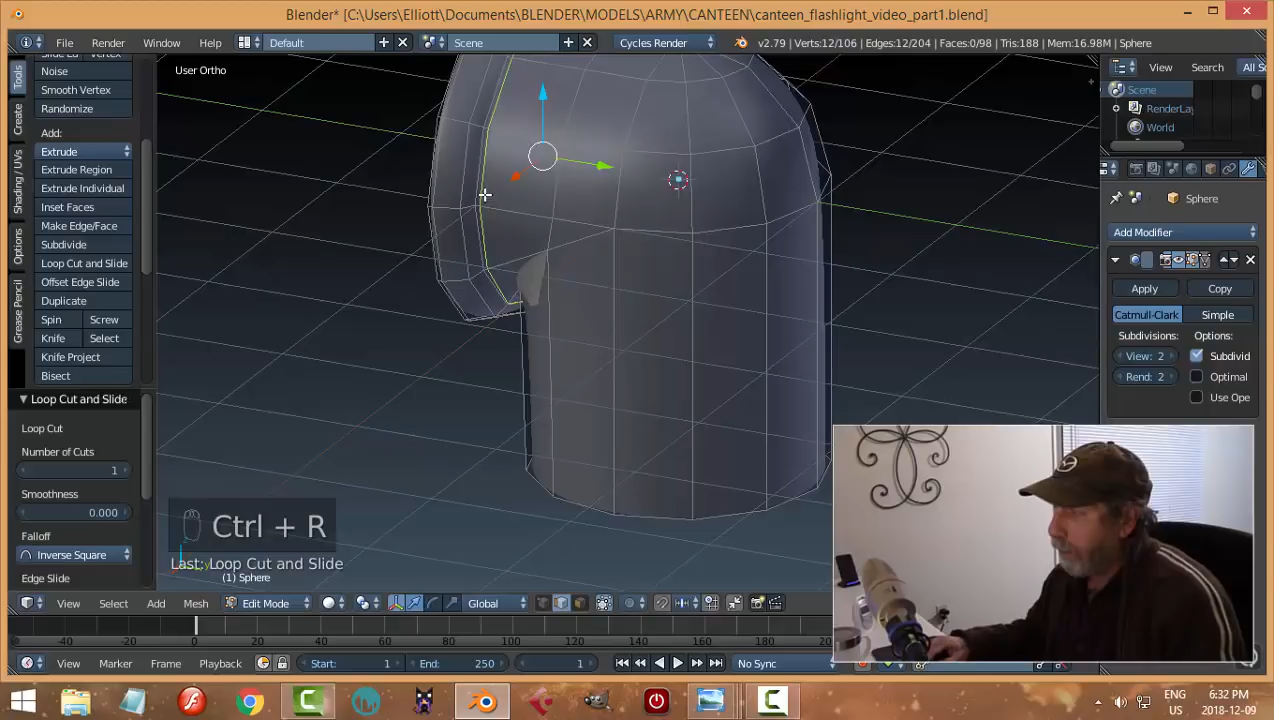 Blender* [C:\Users\Elliott\Documents\BLENDER\MODELS\ARMY\CANTEEN\canteen_flashlight_video_part1.blend]
File Render Window Help Default Scene Cycles Render v2.79 | Verts:12/106 | Edges:12/204 | Faces:0/98 | Tris:188 | Mem:16.98M | Sphere
View Search All S
Scene
RenderLay
World
Sphere
Add Modifier
Apply Copy
Catmull-Clark Simple
Subdivisions: Options:
View: 2 Subdivid
Rend: 2 Optimal
Use Ope
Tools
Create
Shading / UVs
Options
Grease Pencil
Noise
Smooth Vertex
Randomize
Add:
Extrude
Extrude Region
Extrude Individual
Inset Faces
Make Edge/Face
Subdivide
Loop Cut and Slide
Offset Edge Slide
Duplicate
Spin Screw
Knife Select
Knife Project
Bisect
Loop Cut and Slide
Loop Cut
Number of Cuts
1
Smoothness
0.000
Falloff
Inverse Square
Edge Slide
User Ortho
Ctrl + R
Last: Loop Cut and Slide
(1) Sphere
View Select Add Mesh Edit Mode Global
-40 -20 0 20 40 60 80 100 120 140 160 180
View Marker Frame Playback Start: 1 End: 250 1 No Sync
ENG 6:32 PM
US 2018-12-09